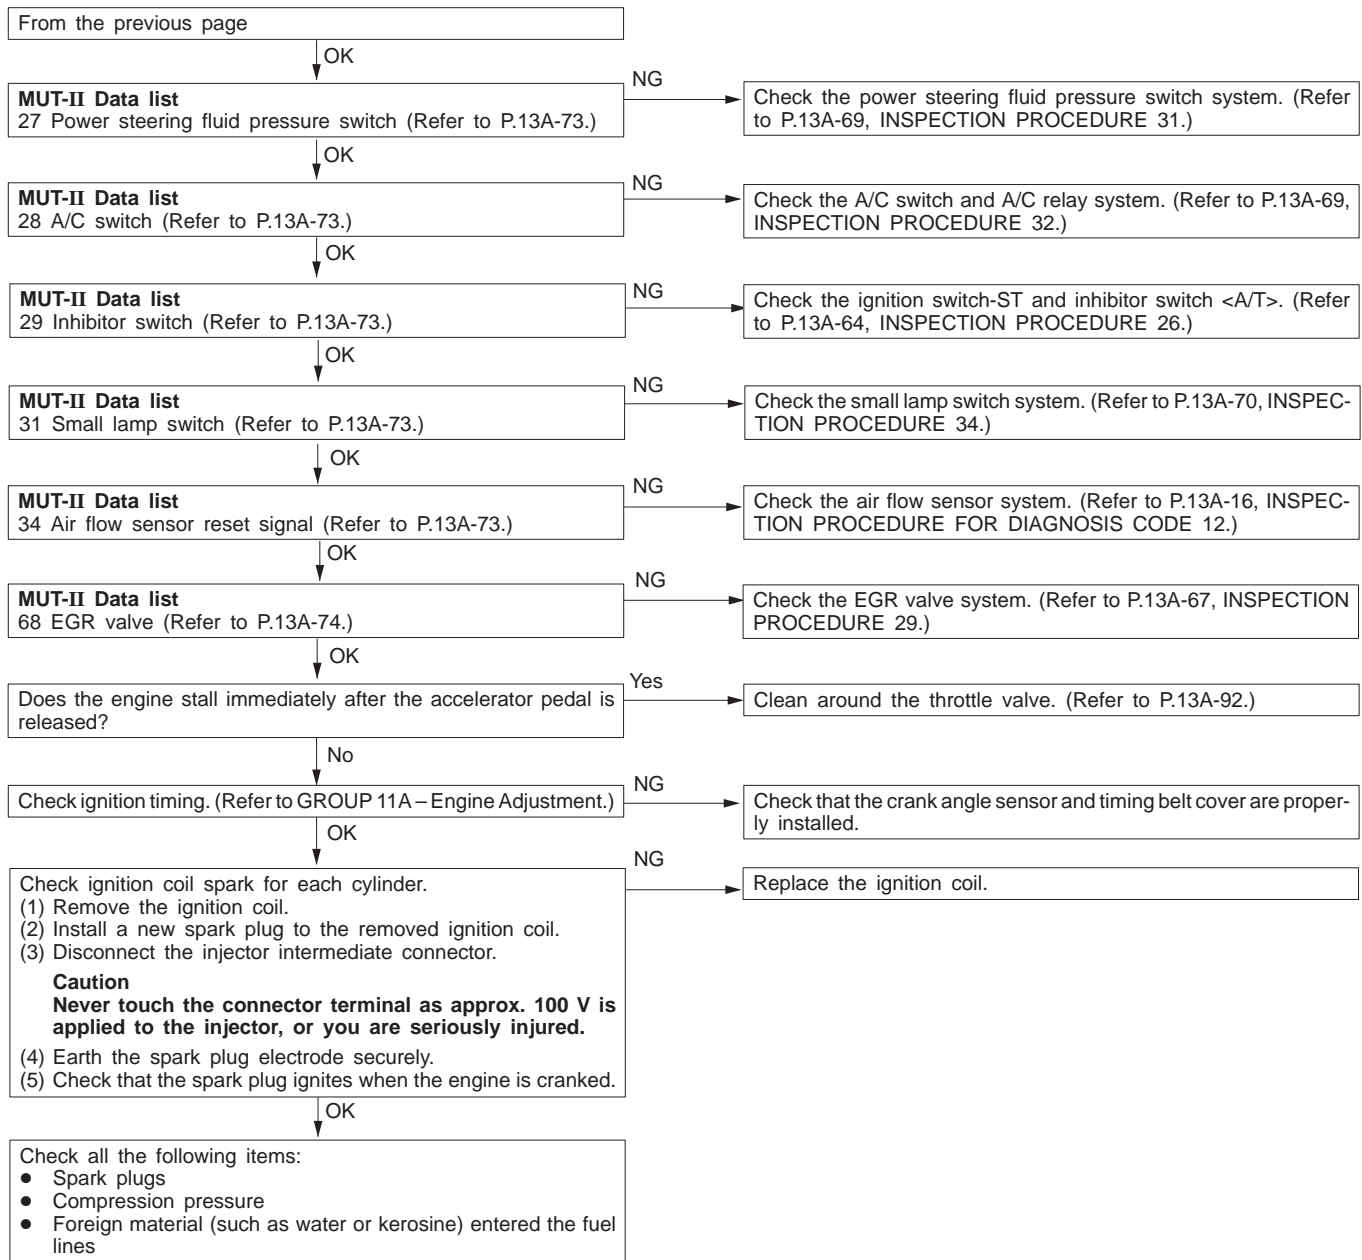 From the previous page
OK
MUT-II Data list
27 Power steering fluid pressure switch (Refer to P.13A-73.)
NG
Check the power steering fluid pressure switch system. (Refer
to P.13A-69, INSPECTION PROCEDURE 31.)
OK
MUT-II Data list
28 A/C switch (Refer to P.13A-73.)
NG
Check the A/C switch and A/C relay system. (Refer to P.13A-69,
INSPECTION PROCEDURE 32.)
OK
MUT-II Data list
29 Inhibitor switch (Refer to P.13A-73.)
NG
Check the ignition switch-ST and inhibitor switch <A/T>. (Refer
to P.13A-64, INSPECTION PROCEDURE 26.)
OK
MUT-II Data list
31 Small lamp switch (Refer to P.13A-73.)
NG
Check the small lamp switch system. (Refer to P.13A-70, INSPEC-
TION PROCEDURE 34.)
OK
MUT-II Data list
34 Air flow sensor reset signal (Refer to P.13A-73.)
NG
Check the air flow sensor system. (Refer to P.13A-16, INSPEC-
TION PROCEDURE FOR DIAGNOSIS CODE 12.)
OK
MUT-II Data list
68 EGR valve (Refer to P.13A-74.)
NG
Check the EGR valve system. (Refer to P.13A-67, INSPECTION
PROCEDURE 29.)
OK
Does the engine stall immediately after the accelerator pedal is
released?
Yes
Clean around the throttle valve. (Refer to P.13A-92.)
No
Check ignition timing. (Refer to GROUP 11A – Engine Adjustment.)
NG
Check that the crank angle sensor and timing belt cover are proper-
ly installed.
OK
Check ignition coil spark for each cylinder.
(1) Remove the ignition coil.
(2) Install a new spark plug to the removed ignition coil.
(3) Disconnect the injector intermediate connector.
Caution
Never touch the connector terminal as approx. 100 V is
applied to the injector, or you are seriously injured.
(4) Earth the spark plug electrode securely.
(5) Check that the spark plug ignites when the engine is cranked.
NG
Replace the ignition coil.
OK
Check all the following items:
● Spark plugs
● Compression pressure
● Foreign material (such as water or kerosine) entered the fuel
lines